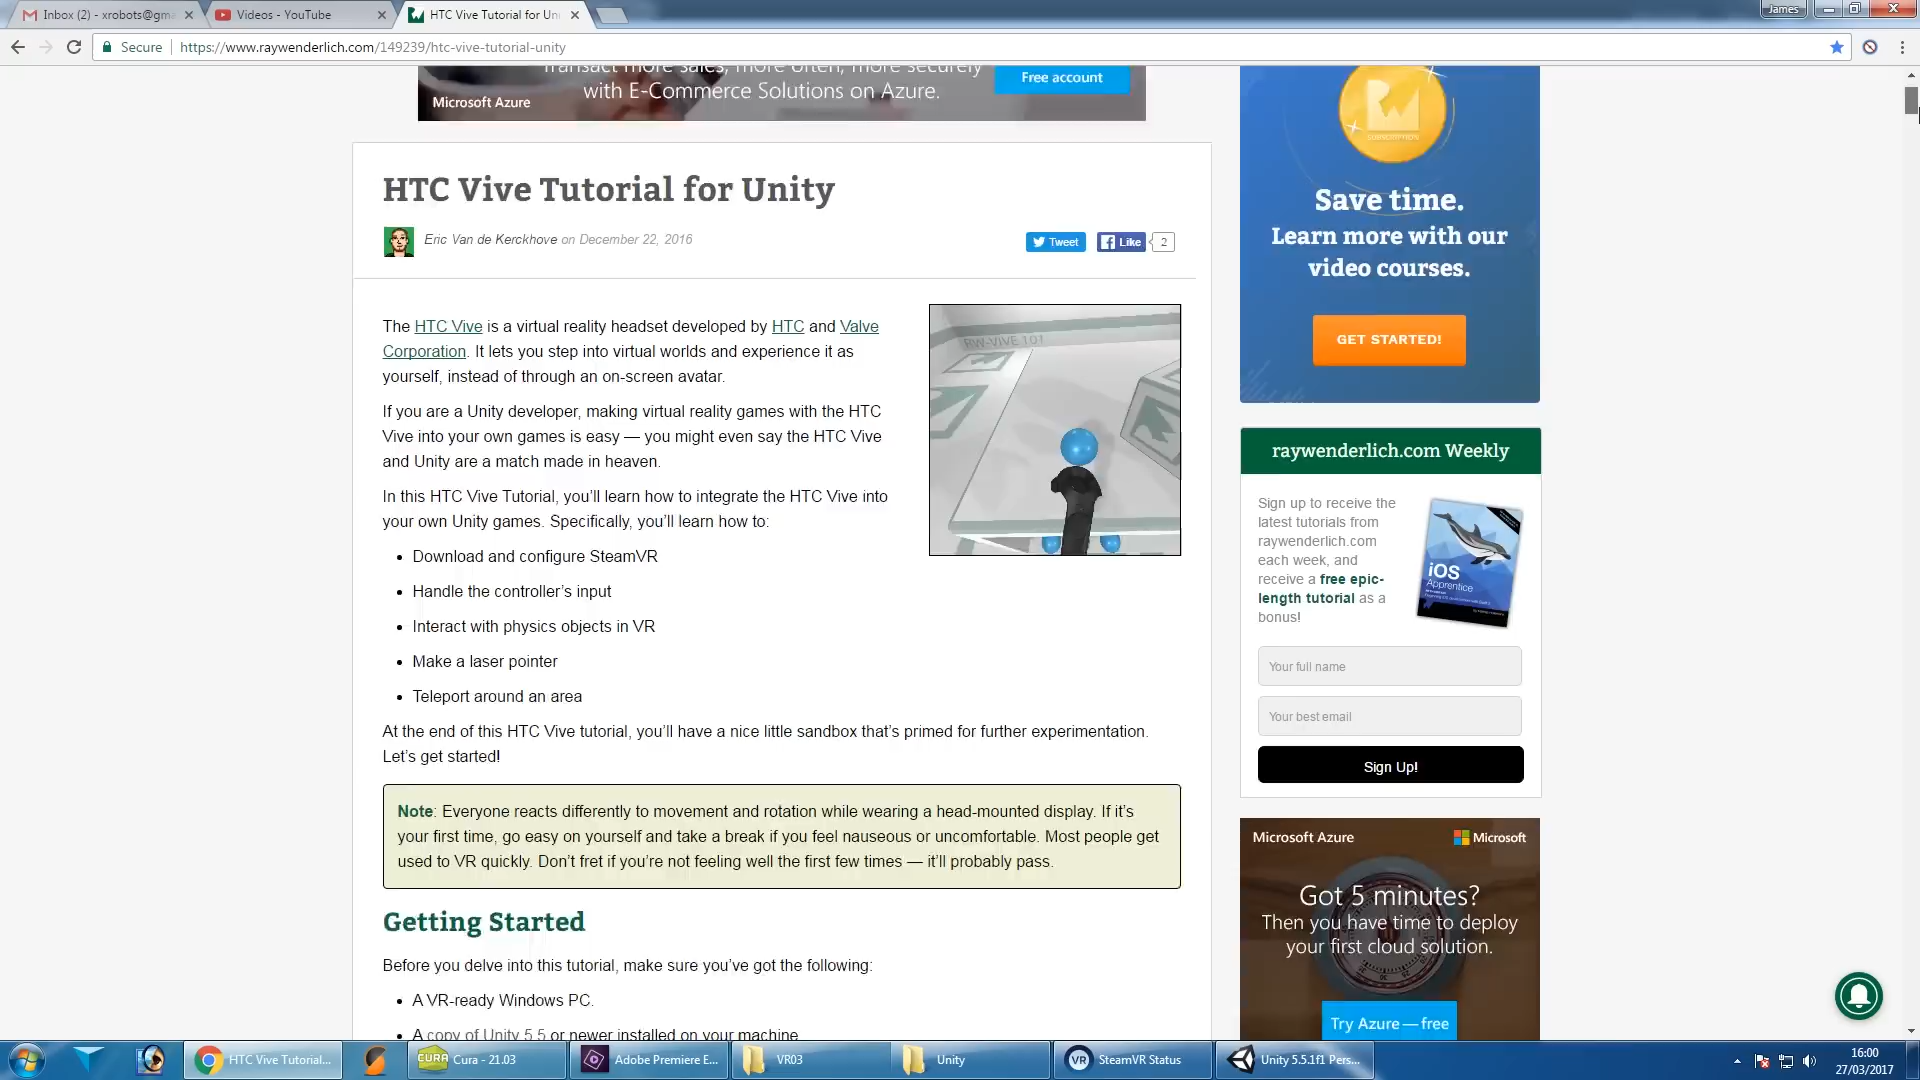 Inbox (2) - xrobots@gma
Videos - YouTube
HTC Vive Tutorial for Un
James
Secure
https://www.raywenderlich.com/149239/htc-vive-tutorial-unity
Transact more sales, more often, more securely
with E-Commerce Solutions on Azure.
Microsoft Azure
Free account
HTC Vive Tutorial for Unity
Eric Van de Kerckhove on December 22, 2016
Tweet
Like
2
The HTC Vive is a virtual reality headset developed by HTC and Valve
Corporation. It lets you step into virtual worlds and experience it as
yourself, instead of through an on-screen avatar.
If you are a Unity developer, making virtual reality games with the HTC
Vive into your own games is easy — you might even say the HTC Vive
and Unity are a match made in heaven.
In this HTC Vive Tutorial, you’ll learn how to integrate the HTC Vive into
your own Unity games. Specifically, you’ll learn how to:
• Download and configure SteamVR
• Handle the controller’s input
• Interact with physics objects in VR
• Make a laser pointer
• Teleport around an area
RW-VIVE 101
At the end of this HTC Vive tutorial, you’ll have a nice little sandbox that’s primed for further experimentation.
Let’s get started!
Note: Everyone reacts differently to movement and rotation while wearing a head-mounted display. If it’s
your first time, go easy on yourself and take a break if you feel nauseous or uncomfortable. Most people get
used to VR quickly. Don’t fret if you’re not feeling well the first few times — it’ll probably pass.
Getting Started
Before you delve into this tutorial, make sure you’ve got the following:
• A VR-ready Windows PC.
• A copy of Unity 5.5 or newer installed on your machine
SUBSCRIPTION
Save time.
Learn more with our
video courses.
GET STARTED!
raywenderlich.com Weekly
Sign up to receive the
latest tutorials from
raywenderlich.com
each week, and
receive a free epic-
length tutorial as a
bonus!
iOS
Apprentice
Your full name
Your best email
Sign Up!
Microsoft Azure
Microsoft
Got 5 minutes?
Then you have time to deploy
your first cloud solution.
Try Azure — free
HTC Vive Tutorial...
CURA
Cura - 21.03
Adobe Premiere E...
VR03
Unity
VR
SteamVR Status
Unity 5.5.1f1 Pers...
16:00
27/03/2017